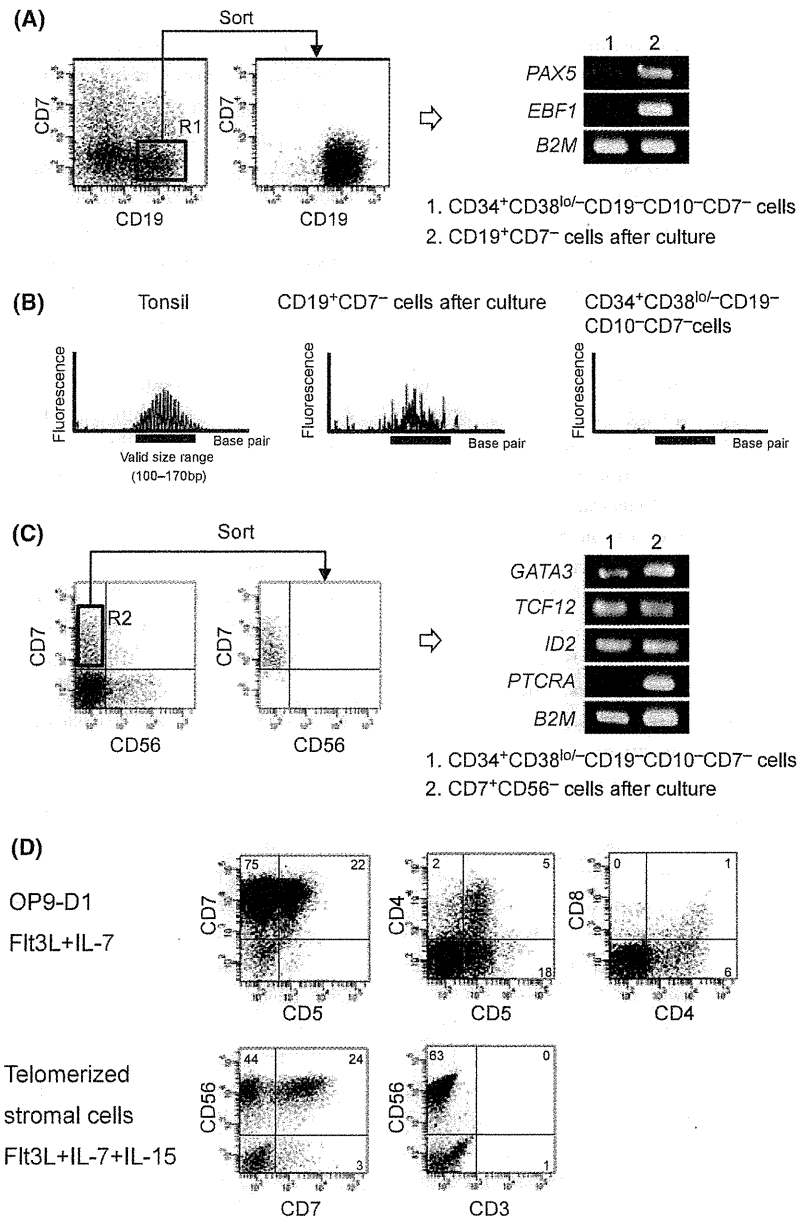 (A)
Sort
CD7
R1
CD19
CD7
CD19
1 2
PAX5
EBF1
B2M
1. CD34+CD38lo/–CD19–CD10–CD7– cells
2. CD19+CD7– cells after culture
(B)
Tonsil
CD19+CD7– cells after culture
CD34+CD38lo/–CD19–
CD10–CD7–cells
Fluorescence
Base pair
Valid size range
(100–170bp)
Fluorescence
Base pair
Fluorescence
Base pair
(C)
Sort
CD7
R2
CD56
CD7
CD56
1 2
GATA3
TCF12
ID2
PTCRA
B2M
1. CD34+CD38lo/–CD19–CD10–CD7– cells
2. CD7+CD56– cells after culture
(D)
OP9-D1
Flt3L+IL-7
75 22
CD7
CD5
2 5
18
CD4
CD5
0 1
6
CD8
CD4
Telomerized
stromal cells
Flt3L+IL-7+IL-15
44 24
3
CD56
CD7
63 0
1
CD56
CD3